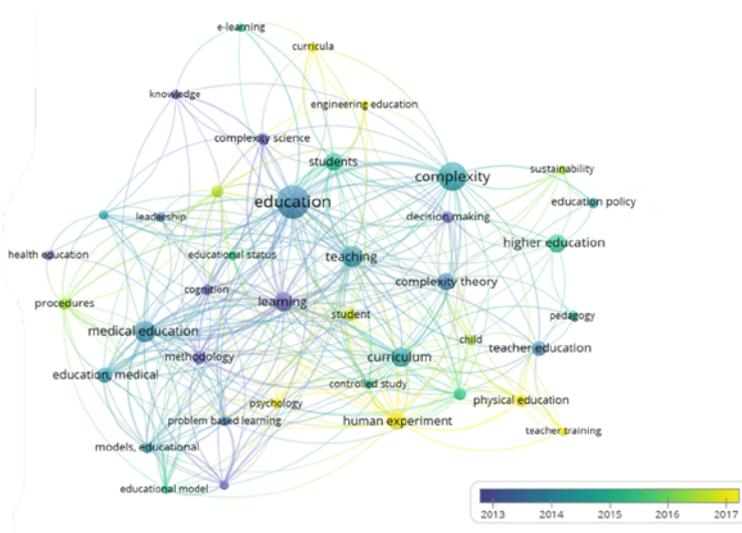 e-learning
curricula
knowledge
engineering education
complexity science
students
sustainability
complexity
education
education policy
leadership
decision making
higher education
health education
educational status
teaching
cognition
complexity theory
procedures
learning
student
pedagogy
medical education
child
teacher education
methodology
curriculum
education, medical
controlled study
psychology
physical education
problem based learning
human experiment
teacher training
models, educational
educational model
2013 2014 2015 2016 2017